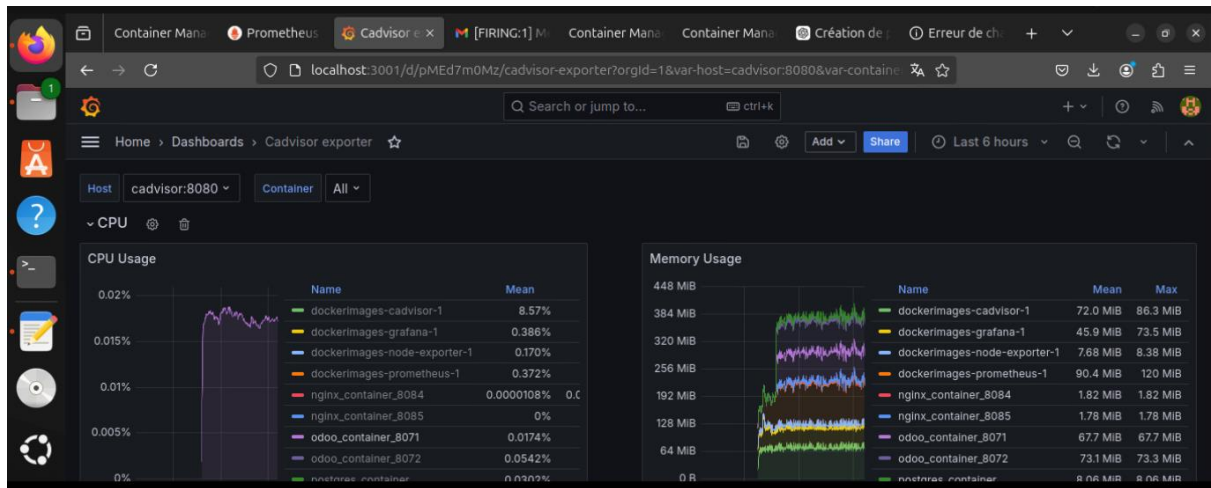 Container Mana
Prometheus
Cadvisor e
[FIRING:1] M
Container Mana
Container Mana
Création de p
Erreur de ch
localhost:3001/d/pMEd7m0Mz/cadvisor-exporter?orgId=1&var-host=cadvisor:8080&var-containe
1
Search or jump to...
ctrl+k
Home › Dashboards › Cadvisor exporter
Add
Share
Last 6 hours
Host
cadvisor:8080
Container
All
CPU
CPU Usage
Name Mean
0.02%
0.015%
0.01%
0.005%
0%
dockerimages-cadvisor-1 8.57%
dockerimages-grafana-1 0.386%
dockerimages-node-exporter-1 0.170%
dockerimages-prometheus-1 0.372%
nginx_container_8084 0.0000108% 0.0
nginx_container_8085 0%
odoo_container_8071 0.0174%
odoo_container_8072 0.0542%
postgres_container 0.0302%
Memory Usage
448 MiB
384 MiB
320 MiB
256 MiB
192 MiB
128 MiB
64 MiB
0 B
Name Mean Max
dockerimages-cadvisor-1 72.0 MiB 86.3 MiB
dockerimages-grafana-1 45.9 MiB 73.5 MiB
dockerimages-node-exporter-1 7.68 MiB 8.38 MiB
dockerimages-prometheus-1 90.4 MiB 120 MiB
nginx_container_8084 1.82 MiB 1.82 MiB
nginx_container_8085 1.78 MiB 1.78 MiB
odoo_container_8071 67.7 MiB 67.7 MiB
odoo_container_8072 73.1 MiB 73.3 MiB
postgres_container 8.06 MiB 8.06 MiB